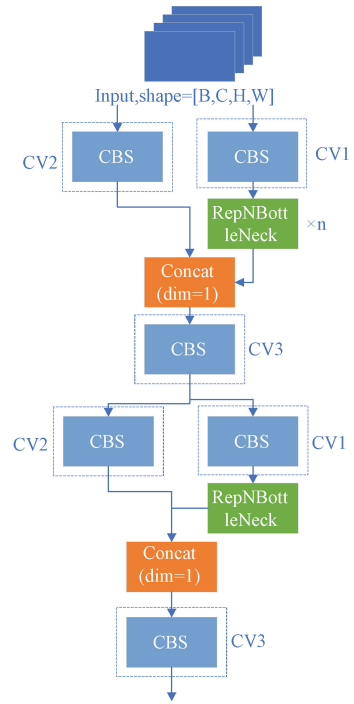 Input,shape=[B,C,H,W]
CV2
CBS
CBS
CV1
RepNBott
leNeck
×n
Concat
(dim=1)
CBS
CV3
CV2
CBS
CBS
CV1
RepNBott
leNeck
Concat
(dim=1)
CBS
CV3